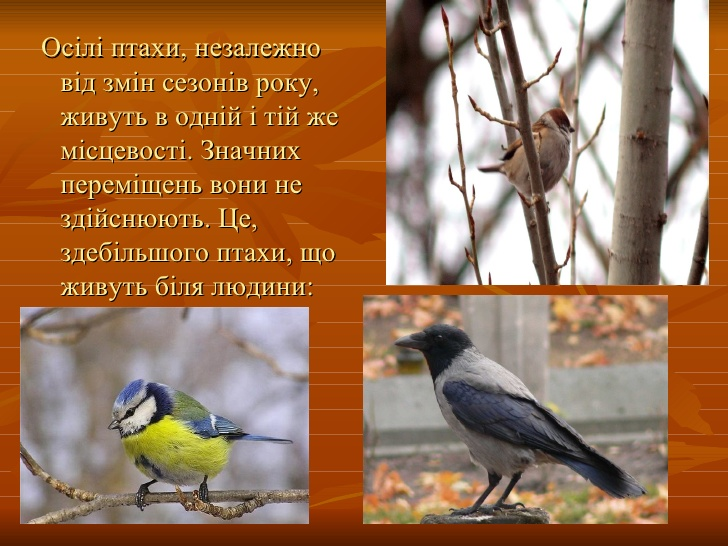 Осілі птахи, незалежно
від змін сезонів року,
живуть в одній і тій же
місцевості. Значних
переміщень вони не
здійснюють. Це,
здебільшого птахи, що
живуть біля людини: